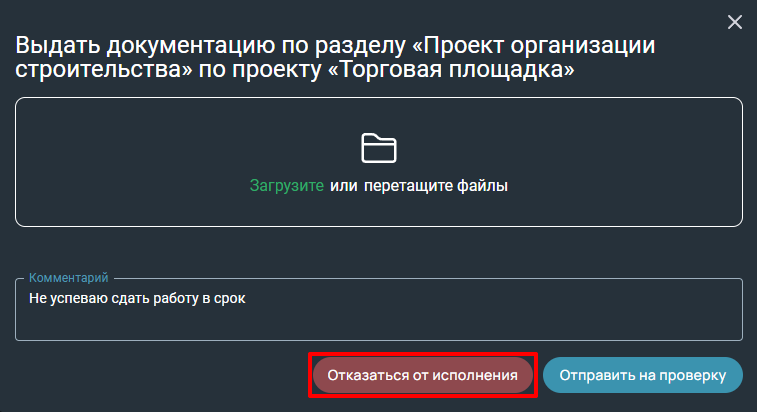 Выдать документацию по разделу «Проект организации
строительства» по проекту «Торговая площадка»
Загрузите или перетащите файлы
Комментарий
Не успеваю сдать работу в срок
Отказаться от исполнения
Отправить на проверку